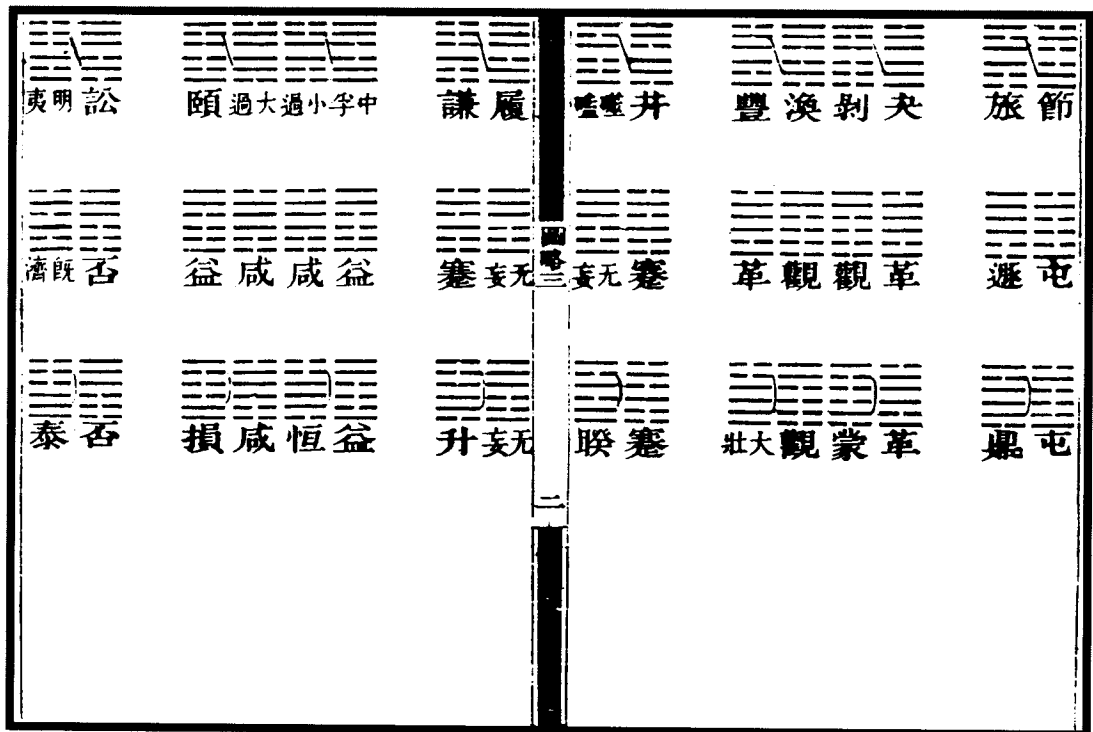 節 旅 夬 剝 渙 豐 井 噬嗑
屯 遯 革 觀 觀 革 蹇 无妄
屯 鼎 革 蒙 觀 大壯 蹇 睽
圖略三
二
履 謙 中孚 小過 大過 頤 訟 明夷
无妄 蹇 益 咸 咸 益 否 既濟
无妄 升 益 恒 咸 損 否 泰